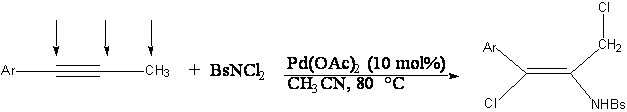 Ar
CH3
+
BsNCl2
Pd(OAc)2 (10 mol%)
CH3CN, 80 °C
Cl
Ar
CH2
Cl
NHBs